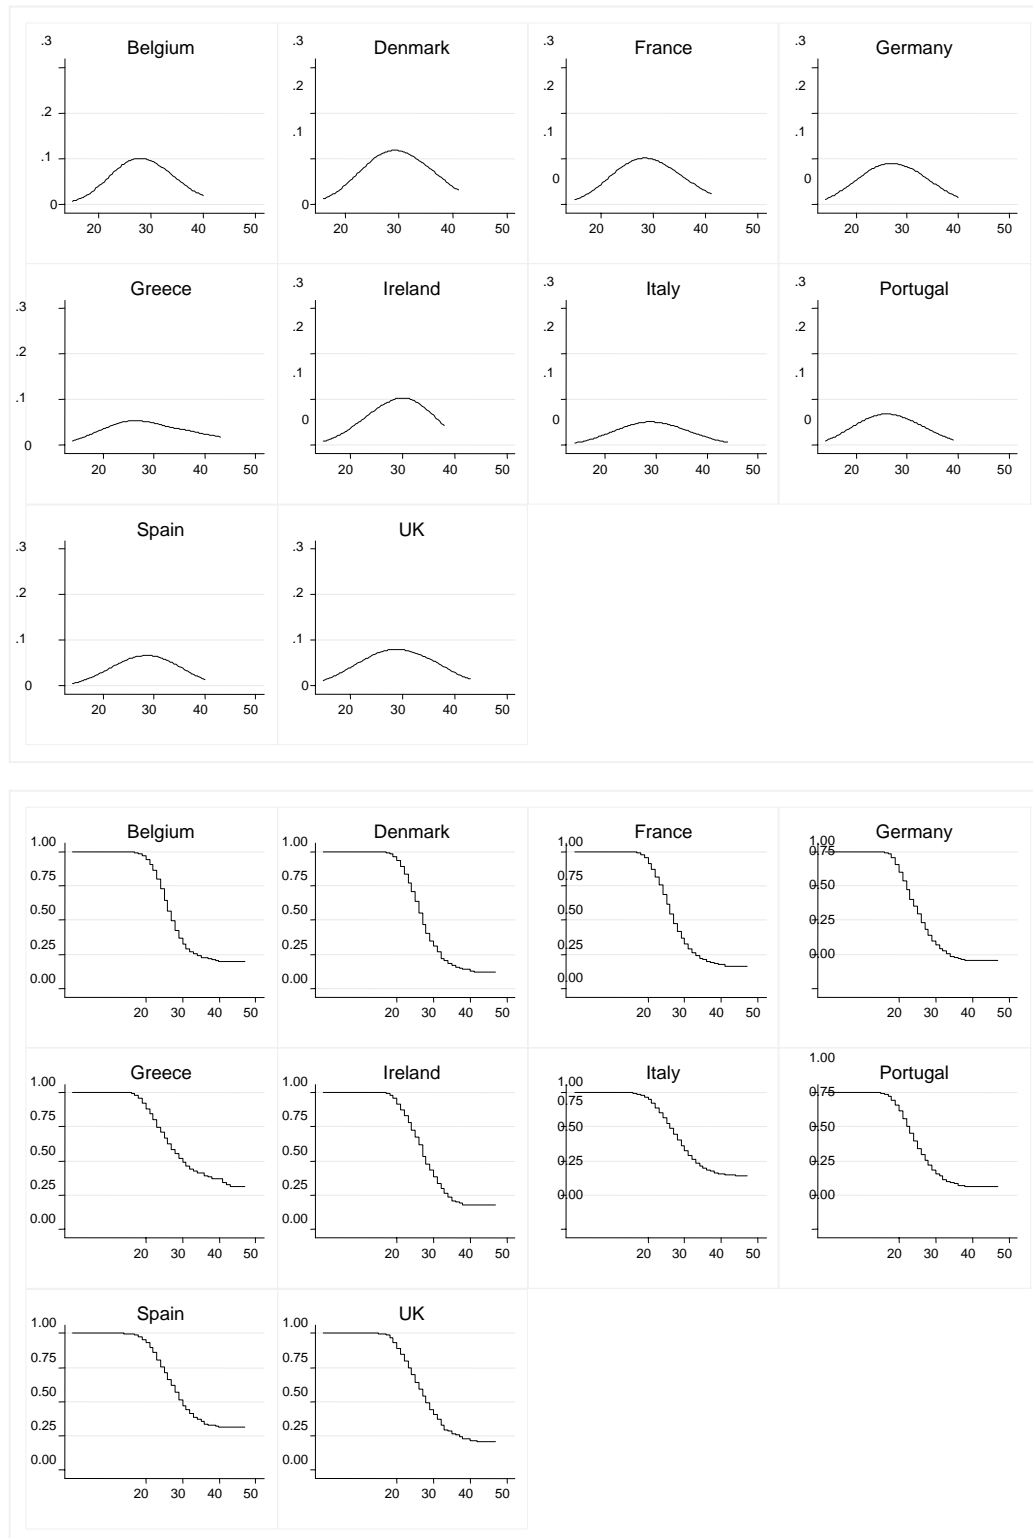 Belgium Denmark France Germany
.3 .3 .3 .3
.2 .2 .2 .2
.1 .1 .1 .1
0 0 0 0
20 30 40 50 20 30 40 50 20 30 40 50 20 30 40 50
Greece Ireland Italy Portugal
.3 .3 .3 .3
.2 .2 .2 .2
.1 .1 .1 .1
0 0 0 0
20 30 40 50 20 30 40 50 20 30 40 50 20 30 40 50
Spain UK
.3 .3
.2 .2
.1 .1
0 0
20 30 40 50 20 30 40 50
Belgium Denmark France Germany
1.00 1.00 1.00 1.00
0.75 0.75 0.75 0.75
0.50 0.50 0.50 0.50
0.25 0.25 0.25 0.25
0.00 0.00 0.00 0.00
20 30 40 50 20 30 40 50 20 30 40 50 20 30 40 50
Greece Ireland Italy Portugal
1.00 1.00 1.00 1.00
0.75 0.75 0.75 0.75
0.50 0.50 0.50 0.50
0.25 0.25 0.25 0.25
0.00 0.00 0.00 0.00
20 30 40 50 20 30 40 50 20 30 40 50 20 30 40 50
Spain UK
1.00 1.00
0.75 0.75
0.50 0.50
0.25 0.25
0.00 0.00
20 30 40 50 20 30 40 50